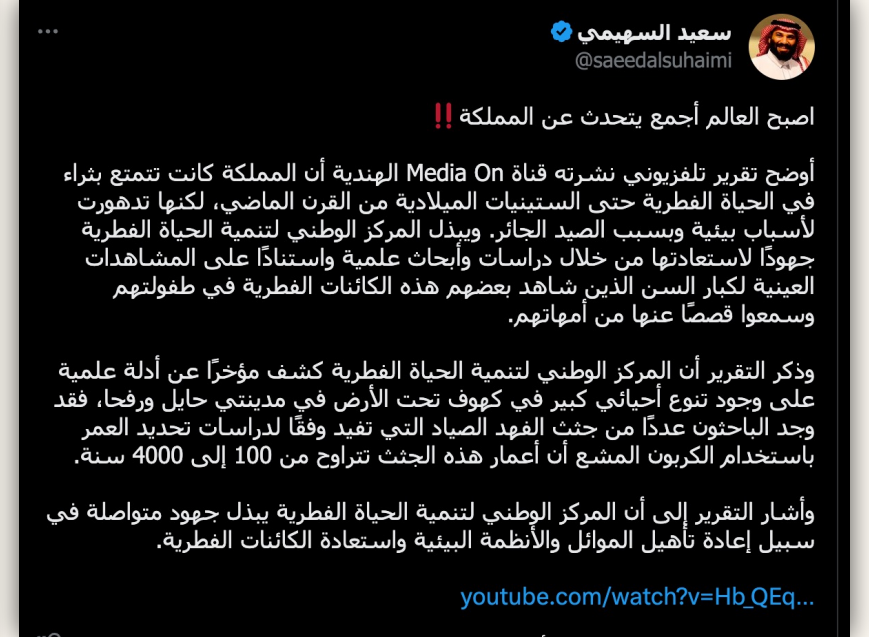 سعيد السهيمي
@saeedalsuhaimi
اصبح العالم أجمع يتحدث عن المملكة‼️
أوضح تقرير تلفزيوني نشرته قناة Media On الهندية أن المملكة كانت تتمتع بثراء
في الحياة الفطرية حتى الستينيات الميلادية من القرن الماضي، لكنها تدهورت
لأسباب بيئية وبسبب الصيد الجائر. ويبذل المركز الوطني لتنمية الحياة الفطرية
جهودًا لاستعادتها من خلال دراسات وأبحاث علمية واستنادًا على المشاهدات
العينية لكبار السن الذين شاهد بعضهم هذه الكائنات الفطرية في طفولتهم
وسمعوا قصصًا عنها من أمهاتهم.
وذكر التقرير أن المركز الوطني لتنمية الحياة الفطرية كشف مؤخرًا عن أدلة علمية
على وجود تنوع أحيائي كبير في كهوف تحت الأرض في مدينتي حايل ورفحا، فقد
وجد الباحثون عددًا من جثث الفهد الصياد التي تفيد وفقًا لدراسات تحديد العمر
باستخدام الكربون المشع أن أعمار هذه الجثث تتراوح من 100 إلى 4000 سنة.
وأشار التقرير إلى أن المركز الوطني لتنمية الحياة الفطرية يبذل جهود متواصلة في
سبيل إعادة تأهيل الموائل والأنظمة البيئية واستعادة الكائنات الفطرية.
youtube.com/watch?v=Hb_QEq...